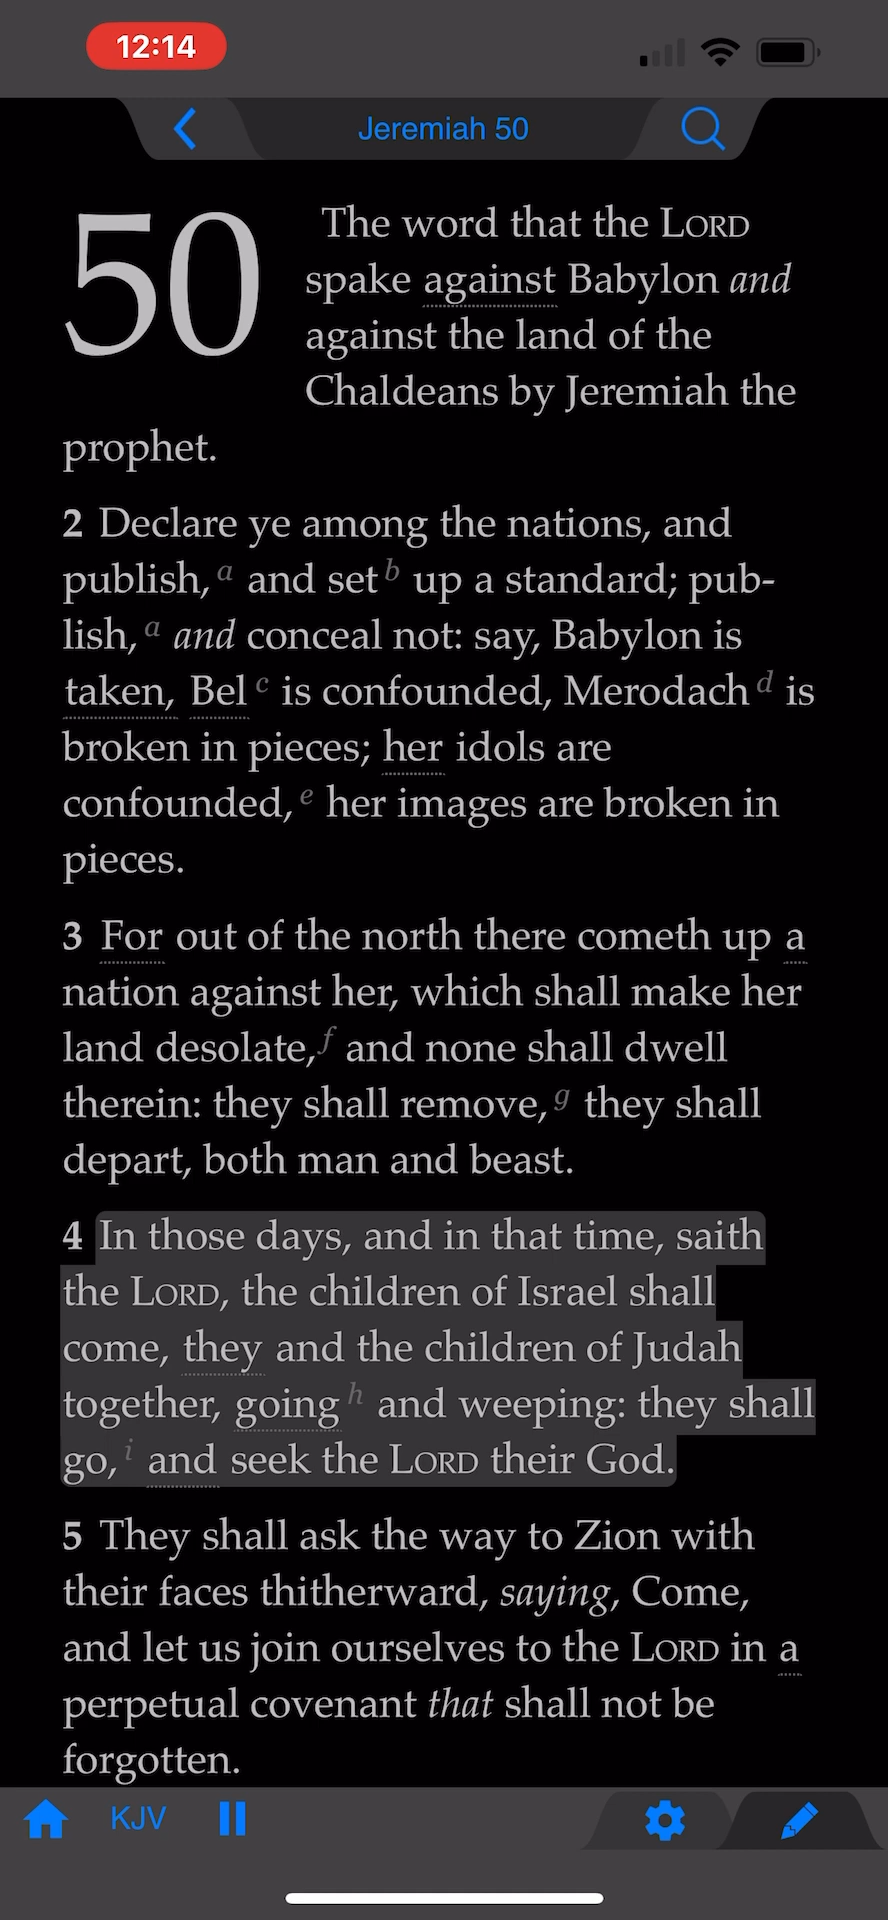 12:14
Jeremiah 50
50 The word that the LORD
spake against Babylon and
against the land of the
Chaldeans by Jeremiah the
prophet.
2 Declare ye among the nations, and
publish, a and set b up a standard; pub-
lish, a and conceal not: say, Babylon is
taken, Bel c is confounded, Merodach d is
broken in pieces; her idols are
confounded, e her images are broken in
pieces.
3 For out of the north there cometh up a
nation against her, which shall make her
land desolate, f and none shall dwell
therein: they shall remove, g they shall
depart, both man and beast.
4 In those days, and in that time, saith
the LORD, the children of Israel shall
come, they and the children of Judah
together, going h and weeping: they shall
go, i and seek the LORD their God.
5 They shall ask the way to Zion with
their faces thitherward, saying, Come,
and let us join ourselves to the LORD in a
perpetual covenant that shall not be
forgotten.
KJV